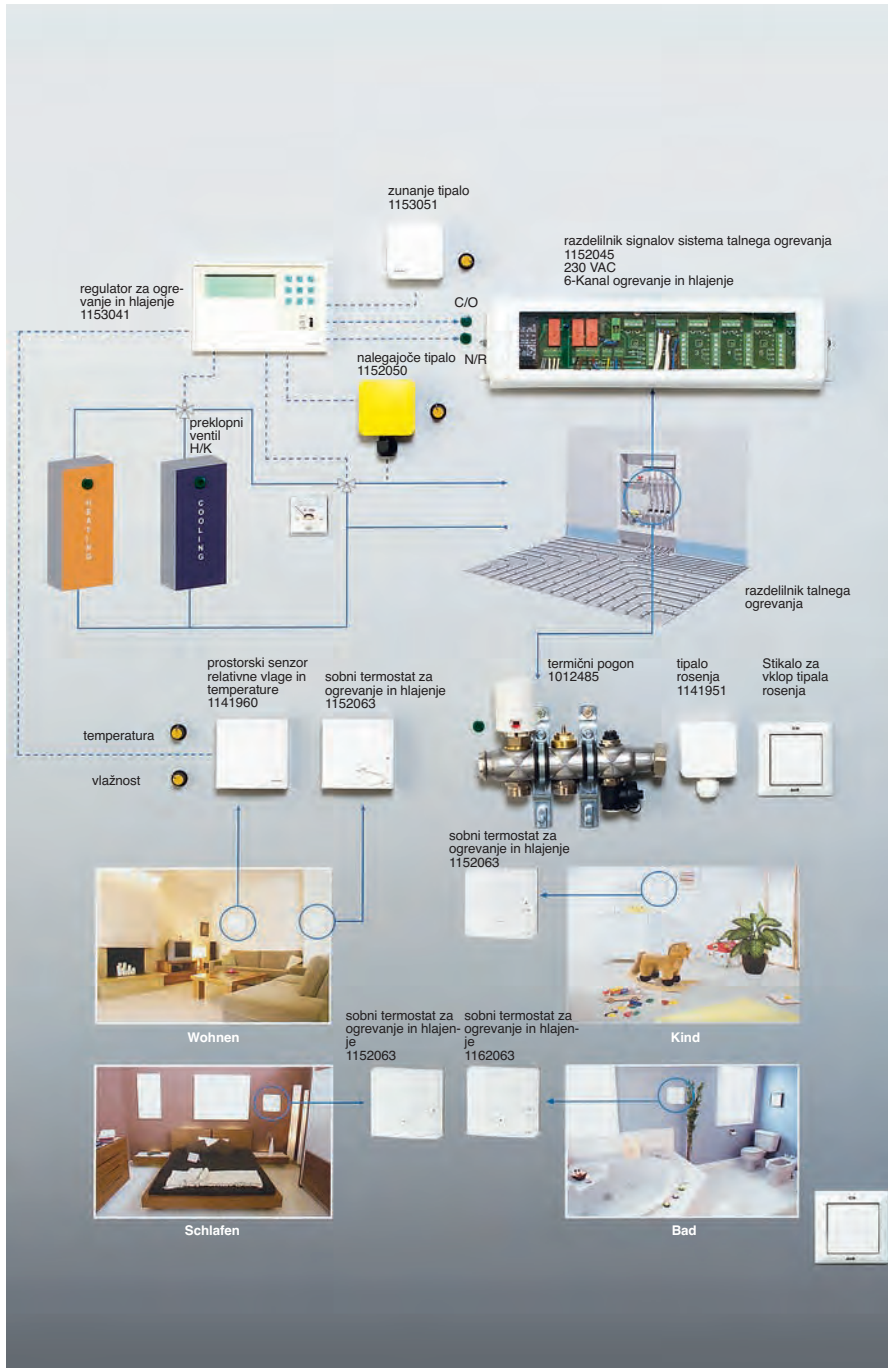 zunanje tipalo
1153051
razdelilnik signalov sistema talnega ogrevanja
1152045
230 VAC
6-Kanal ogrevanje in hlajenje
regulator za ogre-
vanje in hlajenje
1153041
C/O
N/R
nalegajoče tipalo
1152050
preklopni
ventil
H/K
HEATING
COOLING
razdelilnik talnega
ogrevanja
prostorski senzor
relativne vlage in
temperature
1141960
sobni termostat za
ogrevanje in hlajenje
1152063
termični pogon
1012485
tipalo
rosenja
1141951
Stikalo za
vklop tipala
rosenja
temperatura
vlažnost
sobni termostat za
ogrevanje in hlajenje
1152063
Wohnen
Kind
sobni termostat za
ogrevanje in hlajen-
je
1152063
sobni termostat za
ogrevanje in hlajen-
je
1162063
Schlafen
Bad